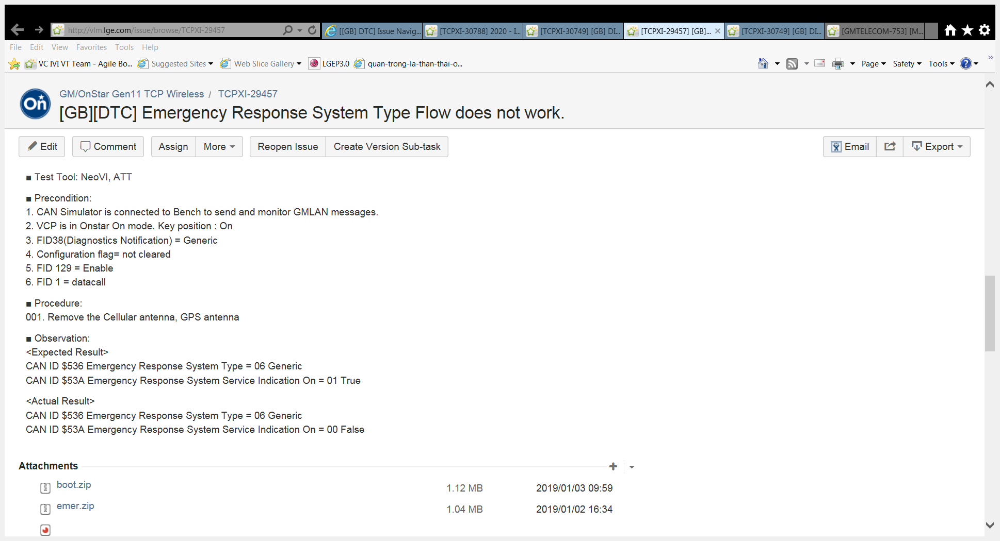 http://vlm.lge.com/issue/browse/TCPXI-29457
[[GB] DTC] Issue Navig...
[TCPXI-30788] 2020 - I...
[TCPXI-30749] [GB] DI...
[TCPXI-29457] [GB]...
[TCPXI-30749] [GB] DI...
[GMTELECOM-753] [M...
File Edit View Favorites Tools Help
VC IVI VT Team - Agile Bo... Suggested Sites Web Slice Gallery LGEP3.0 quan-trong-la-than-thai-o... Page Safety Tools
On
GM/OnStar Gen11 TCP Wireless / TCPXI-29457
[GB][DTC] Emergency Response System Type Flow does not work.
Edit Comment Assign More Reopen Issue Create Version Sub-task Email Export
■ Test Tool: NeoVI, ATT
■ Precondition:
1. CAN Simulator is connected to Bench to send and monitor GMLAN messages.
2. VCP is in Onstar On mode. Key position : On
3. FID38(Diagnostics Notification) = Generic
4. Configuration flag= not cleared
5. FID 129 = Enable
6. FID 1 = datacall
■ Procedure:
001. Remove the Cellular antenna, GPS antenna
■ Observation:
<Expected Result>
CAN ID $536 Emergency Response System Type = 06 Generic
CAN ID $53A Emergency Response System Service Indication On = 01 True
<Actual Result>
CAN ID $536 Emergency Response System Type = 06 Generic
CAN ID $53A Emergency Response System Service Indication On = 00 False
Attachments
boot.zip 1.12 MB 2019/01/03 09:59
emer.zip 1.04 MB 2019/01/02 16:34